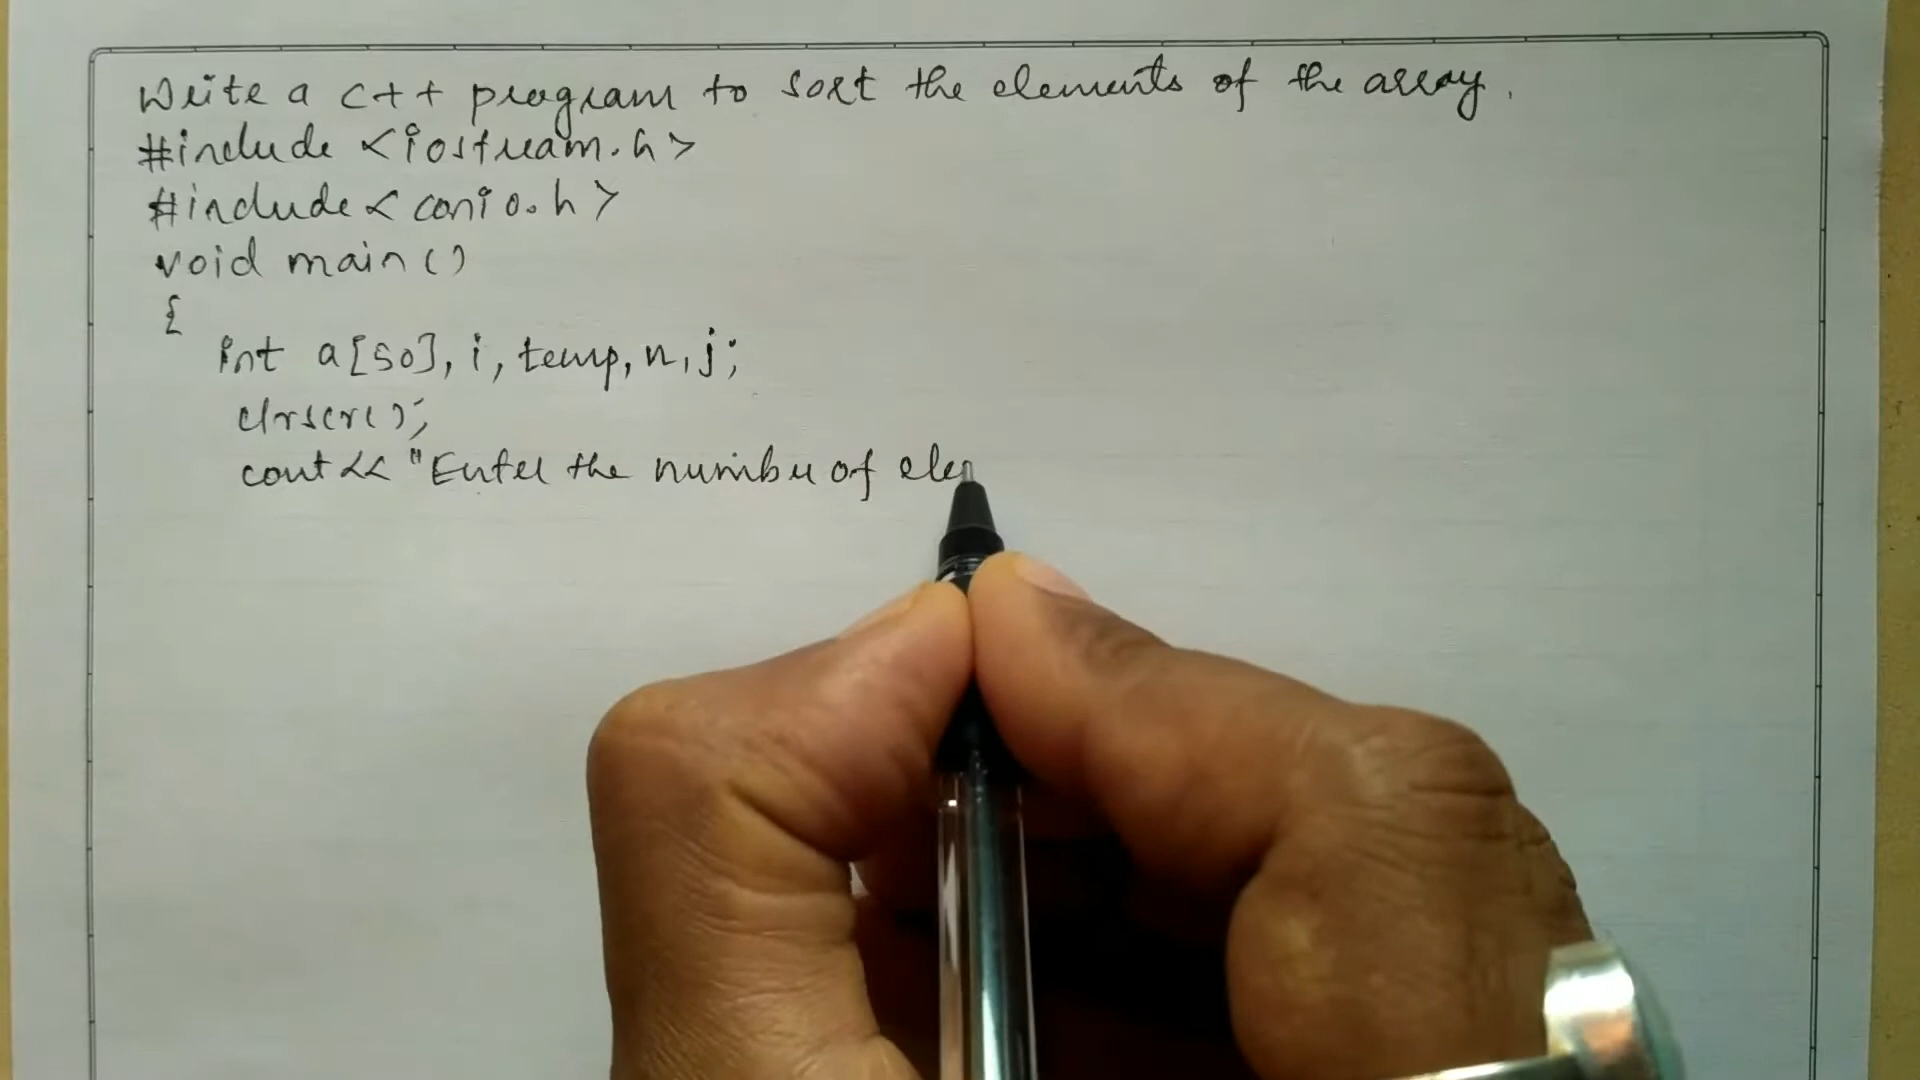 Write a c++ program to sort the elements of the array.
#include <iostream.h>
#include <conio.h>
void main()
{
int a[50], i, temp, n, j;
clrscr();
cout<< "Enter the number of ele